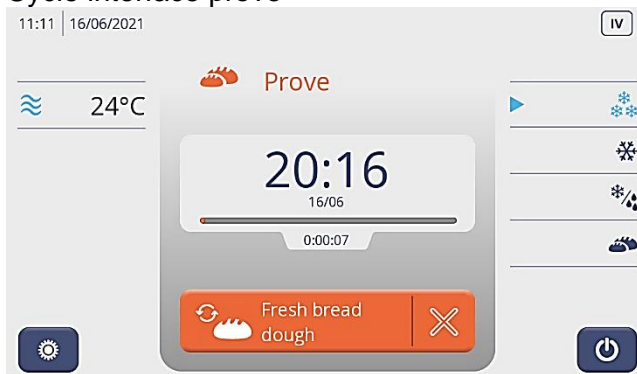 Cycle interface prove
11:11 16/06/2021
IV
Prove
24°C
20:16
16/06
0:00:07
Fresh bread
dough